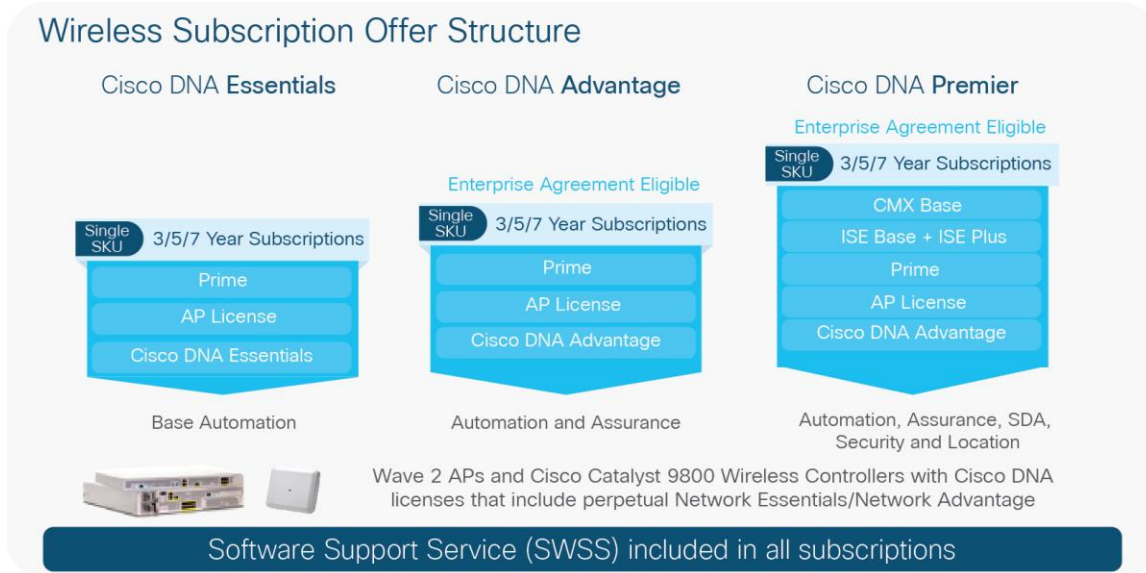 Wireless Subscription Offer Structure
Cisco DNA Essentials
Single
SKU
3/5/7 Year Subscriptions
Prime
AP License
Cisco DNA Essentials
Base Automation
Cisco DNA Advantage
Enterprise Agreement Eligible
Single
SKU
3/5/7 Year Subscriptions
Prime
AP License
Cisco DNA Advantage
Automation and Assurance
Cisco DNA Premier
Enterprise Agreement Eligible
Single
SKU
3/5/7 Year Subscriptions
CMX Base
ISE Base + ISE Plus
Prime
AP License
Cisco DNA Advantage
Automation, Assurance, SDA,
Security and Location
Wave 2 APs and Cisco Catalyst 9800 Wireless Controllers with Cisco DNA
licenses that include perpetual Network Essentials/Network Advantage
Software Support Service (SWSS) included in all subscriptions